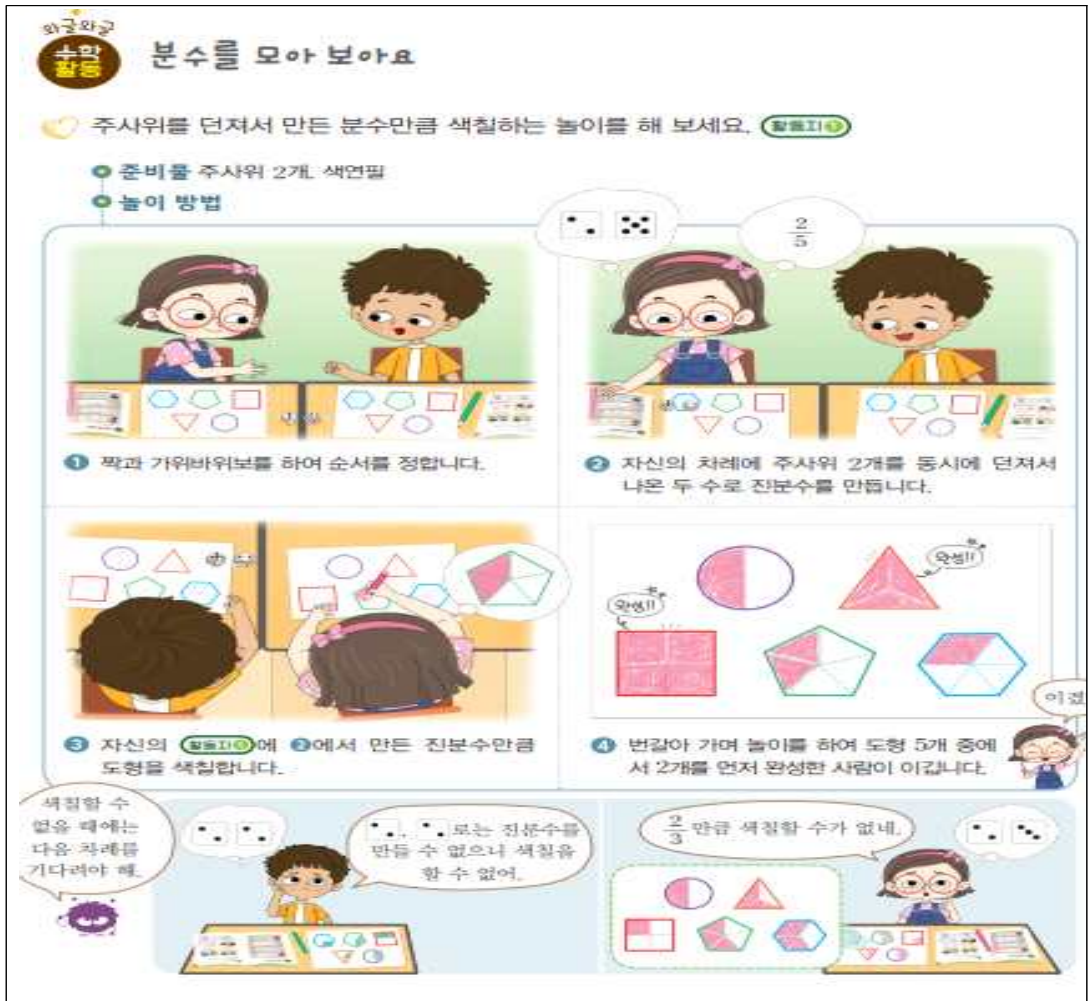 와글와글
수학
활동
분수를 모아 보아요
주사위를 던져서 만든 분수만큼 색칠하는 놀이를 해 보세요. 활동지 1
준비물 주사위 2개, 색연필
놀이 방법
2
5
1 짝과 가위바위보를 하여 순서를 정합니다.
2 자신의 차례에 주사위 2개를 동시에 던져서
나온 두 수로 진분수를 만듭니다.
완성!!
완성!!
이겼
3 자신의 활동지 1에 2에서 만든 진분수만큼
도형을 색칠합니다.
4 번갈아 가며 놀이를 하여 도형 5개 중에
서 2개를 먼저 완성한 사람이 이깁니다.
색칠할 수
없을 때에는
다음 차례를
기다려야 해.
, 로는 진분수를
만들 수 없으니 색칠을
할 수 없어.
2/3 만큼 색칠할 수가 없네.